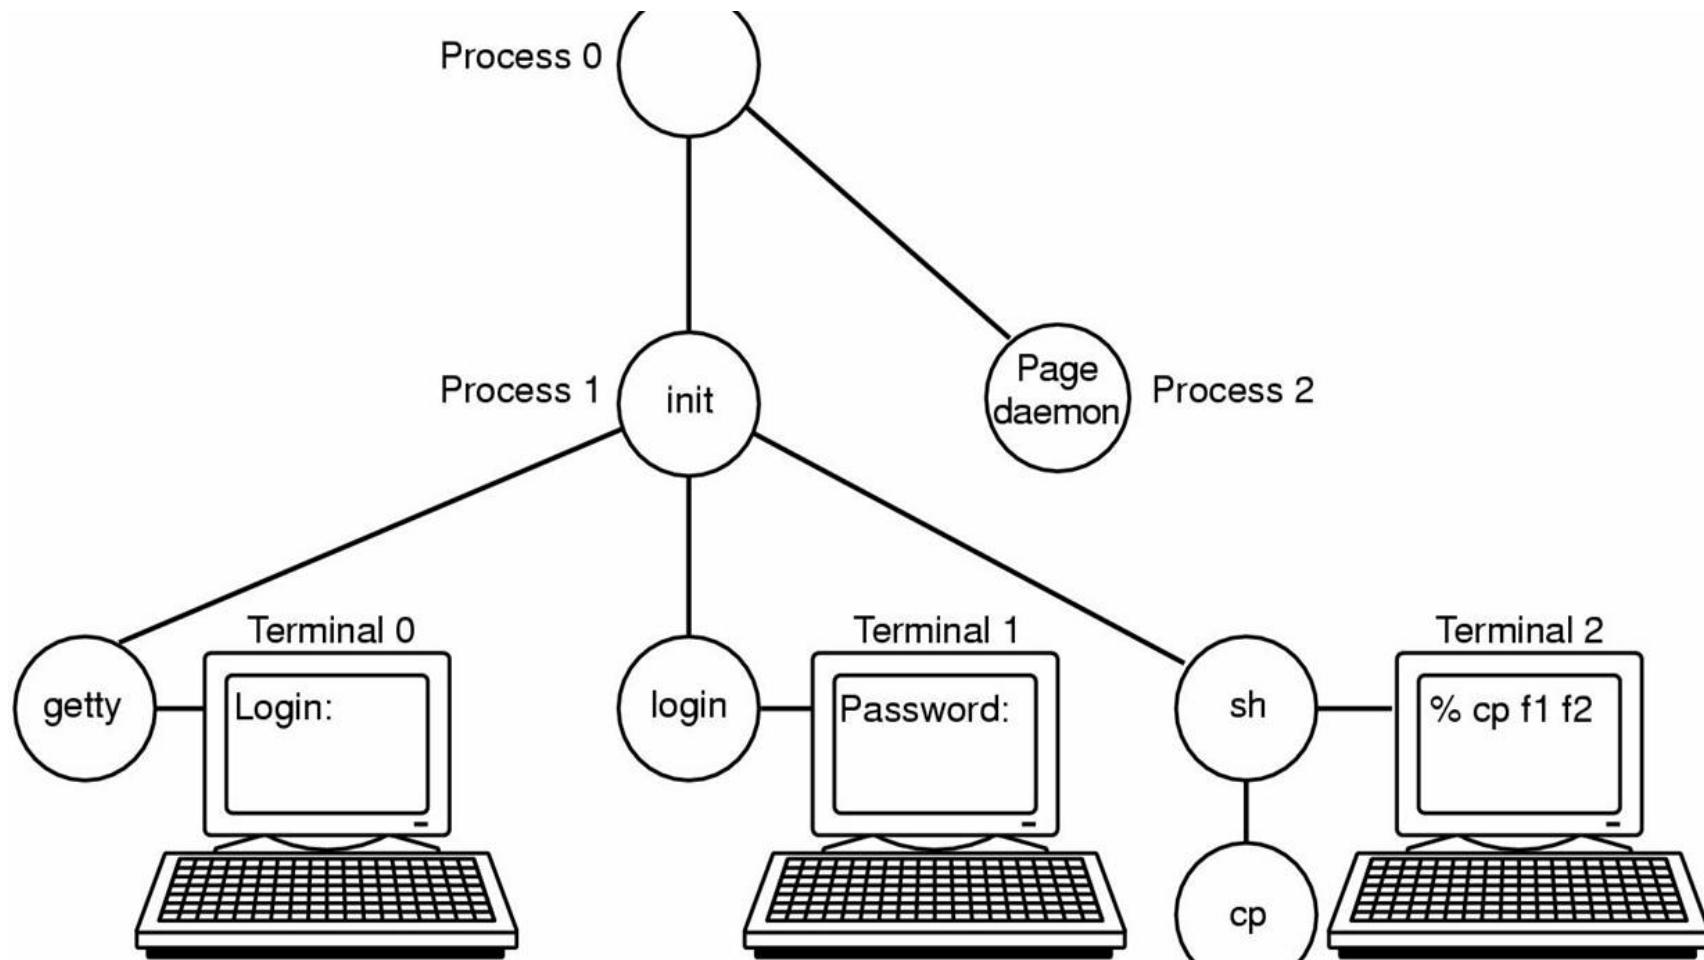 Process 0
Process 1
init
Page
daemon
Process 2
Terminal 0
Terminal 1
Terminal 2
getty
Login:
login
Password:
sh
% cp f1 f2
cp